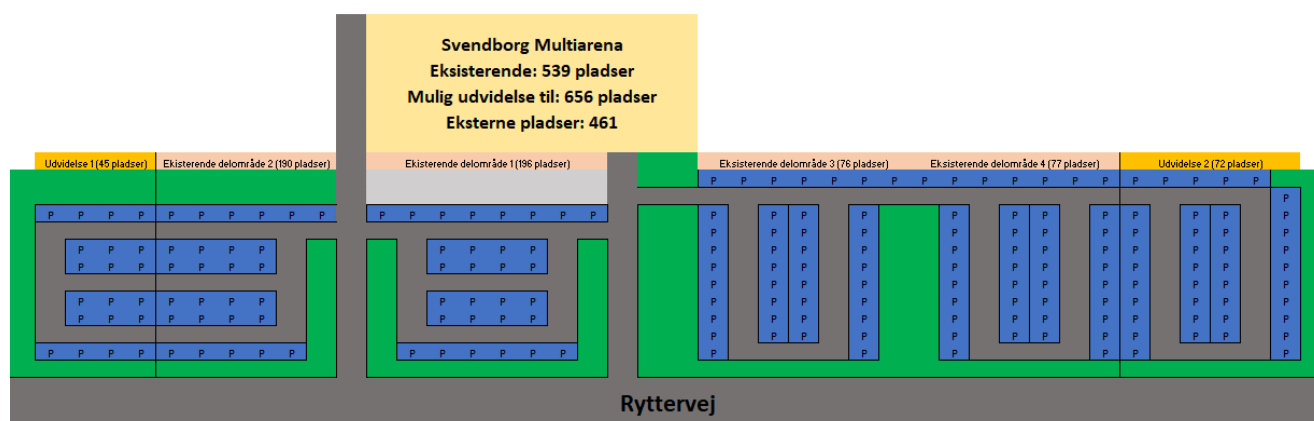 Svendborg Multiarena
Eksisterende: 539 pladser
Mulig udvidelse til: 656 pladser
Eksterne pladser: 461
Udvidelse 1 (45 pladser) Ekisterende delområde 2 (190 pladser) Ekisterende delområde 1 (196 pladser) Eksisterende delområde 3 (76 pladser) Eksisterende delområde 4 (77 pladser) Udvidelse 2 (72 pladser)
P P P P P P P P P P P P P P P P P P P
P
P P P P P P P P P P P P P P P P P P P P P P P P P P P P P P
P P P P P P P P P P P P
P P P P P P P P P P P P P P P P P P P P P P P
P P P P P P P P P P P P P P P P P P P P P P P
P P P P P P P P P P P P
P P P P P P P P P P P P P P P P P P P P P P P
P P P P P P P P P P P P P P P P P P P P P P P
P P P P P P P P P P P P
P P P P P P P P P P P P P P P P P P P P P
Ryttervej